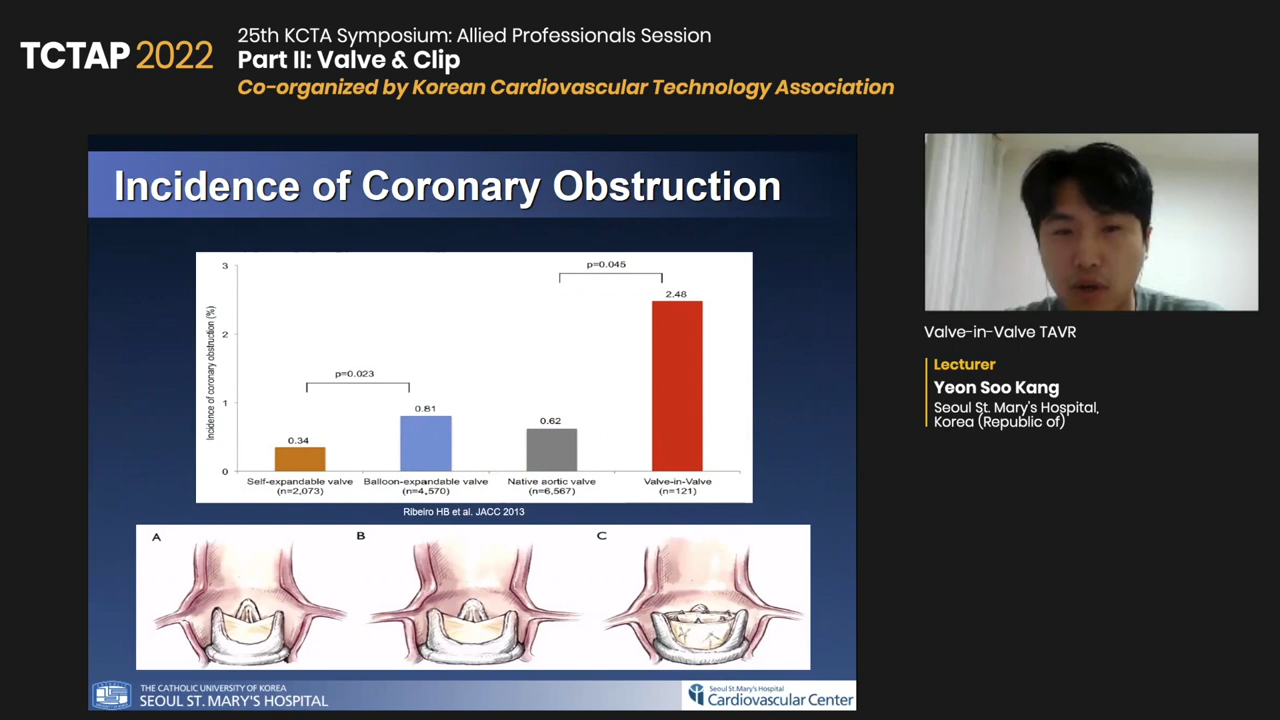 TCTAP 2022
25th KCTA Symposium: Allied Professionals Session
Part II: Valve & Clip
Co-organized by Korean Cardiovascular Technology Association
Incidence of Coronary Obstruction
Incidence of coronary obstruction (%)
3
2
1
0
p=0.023
p=0.045
0.34
0.81
0.62
2.48
Self-expandable valve
(n=2,073)
Balloon-expandable valve
(n=4,570)
Native aortic valve
(n=6,567)
Valve-in-Valve
(n=121)
Ribeiro HB et al. JACC 2013
A
B
C
THE CATHOLIC UNIVERSITY OF KOREA
SEOUL ST. MARY'S HOSPITAL
Seoul St. Mary's Hospital
Cardiovascular Center
Valve-in-Valve TAVR
Lecturer
Yeon Soo Kang
Seoul St. Mary's Hospital,
Korea (Republic of)